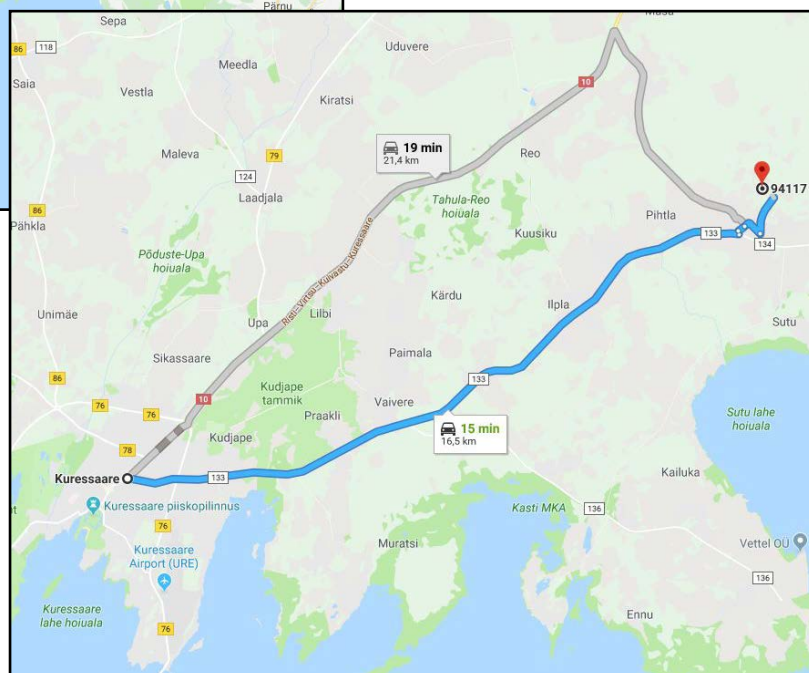 Pärnu
Sepa
Masa
86
118
Uduvere
Saia
Meedla
10
Vestla
Kiratsi
19 min
21,4 km
Reo
Maleva
79
124
Laadjala
94117
Tahula-Reo
hoiuala
Pihtla
86
Pähkla
Kuusiku
133
134
Põduste-Upa
hoiuala
Risti–Virtsu–Kuivastu–Kuressaare
Kärdu
Ilpla
Unimäe
Lilbi
Upa
Sutu
Sikassaare
Paimala
86
Kudjape
tammik
133
10
76
76
Vaivere
Praakli
Sutu lahe
hoiuala
15 min
16,5 km
78
Kudjape
Kuressaare
133
Kailuka
Kuressaare piiskopilinnus
Kasti MKA
136
76
Muratsi
Vettel OÜ
Kuressaare
Airport (URE)
136
Kuressaare
lahe hoiuala
Ennu
76